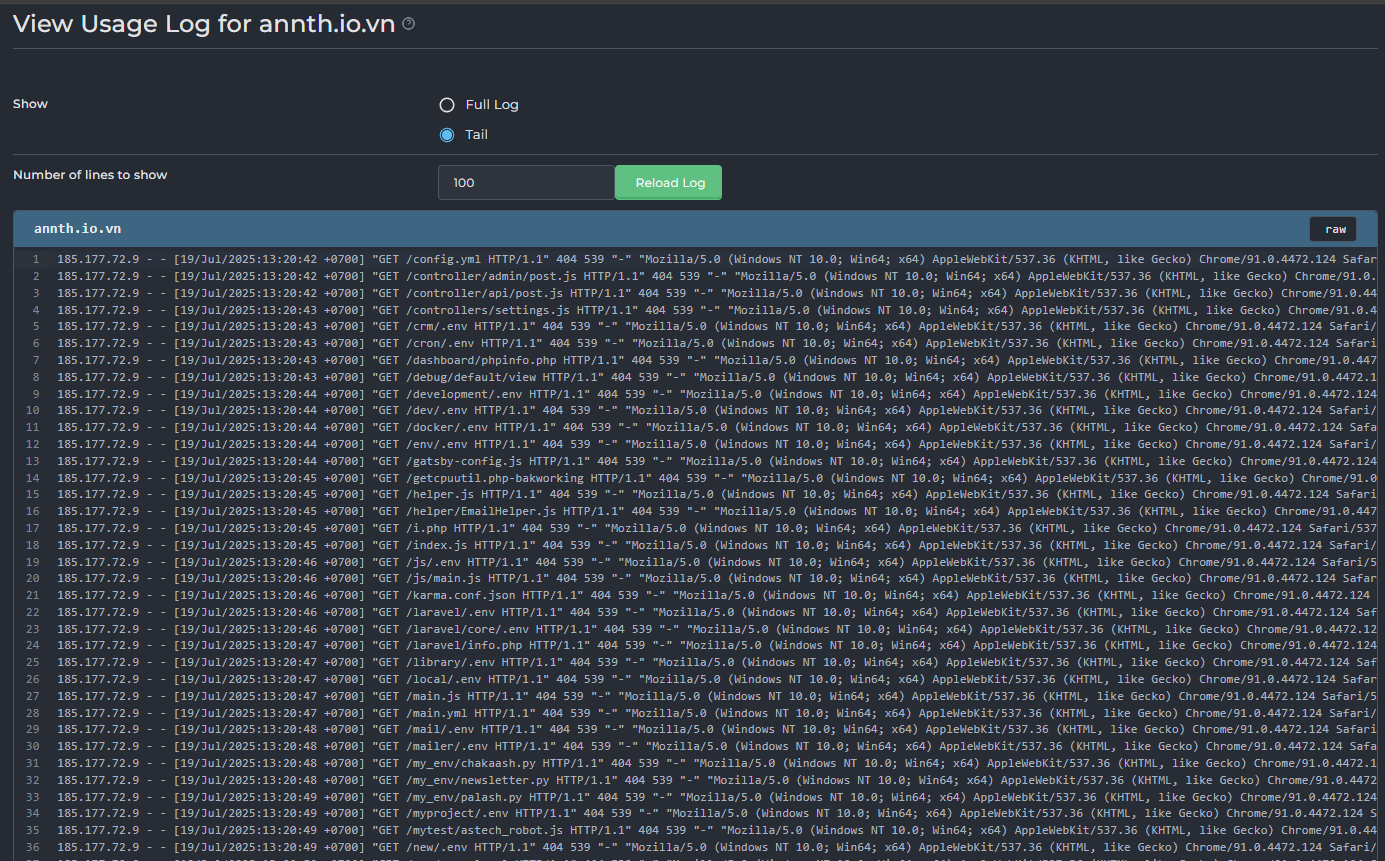 View Usage Log for annth.io.vn ?
Show
Full Log
Tail
Number of lines to show
100
Reload Log
annth.io.vn
raw
1 185.177.72.9 - - [19/Jul/2025:13:20:42 +0700] "GET /config.yml HTTP/1.1" 404 539 "-" "Mozilla/5.0 (Windows NT 10.0; Win64; x64) AppleWebKit/537.36 (KHTML, like Gecko) Chrome/91.0.4472.124 Safar
2 185.177.72.9 - - [19/Jul/2025:13:20:42 +0700] "GET /controller/admin/post.js HTTP/1.1" 404 539 "-" "Mozilla/5.0 (Windows NT 10.0; Win64; x64) AppleWebKit/537.36 (KHTML, like Gecko) Chrome/91.0.
3 185.177.72.9 - - [19/Jul/2025:13:20:42 +0700] "GET /controller/api/post.js HTTP/1.1" 404 539 "-" "Mozilla/5.0 (Windows NT 10.0; Win64; x64) AppleWebKit/537.36 (KHTML, like Gecko) Chrome/91.0.44
4 185.177.72.9 - - [19/Jul/2025:13:20:43 +0700] "GET /controllers/settings.js HTTP/1.1" 404 539 "-" "Mozilla/5.0 (Windows NT 10.0; Win64; x64) AppleWebKit/537.36 (KHTML, like Gecko) Chrome/91.0.4
5 185.177.72.9 - - [19/Jul/2025:13:20:43 +0700] "GET /crm/.env HTTP/1.1" 404 539 "-" "Mozilla/5.0 (Windows NT 10.0; Win64; x64) AppleWebKit/537.36 (KHTML, like Gecko) Chrome/91.0.4472.124 Safari/
6 185.177.72.9 - - [19/Jul/2025:13:20:43 +0700] "GET /cron/.env HTTP/1.1" 404 539 "-" "Mozilla/5.0 (Windows NT 10.0; Win64; x64) AppleWebKit/537.36 (KHTML, like Gecko) Chrome/91.0.4472.124 Safari
7 185.177.72.9 - - [19/Jul/2025:13:20:43 +0700] "GET /dashboard/phpinfo.php HTTP/1.1" 404 539 "-" "Mozilla/5.0 (Windows NT 10.0; Win64; x64) AppleWebKit/537.36 (KHTML, like Gecko) Chrome/91.0.447
8 185.177.72.9 - - [19/Jul/2025:13:20:43 +0700] "GET /debug/default/view HTTP/1.1" 404 539 "-" "Mozilla/5.0 (Windows NT 10.0; Win64; x64) AppleWebKit/537.36 (KHTML, like Gecko) Chrome/91.0.4472.1
9 185.177.72.9 - - [19/Jul/2025:13:20:44 +0700] "GET /development/.env HTTP/1.1" 404 539 "-" "Mozilla/5.0 (Windows NT 10.0; Win64; x64) AppleWebKit/537.36 (KHTML, like Gecko) Chrome/91.0.4472.124
10 185.177.72.9 - - [19/Jul/2025:13:20:44 +0700] "GET /dev/.env HTTP/1.1" 404 539 "-" "Mozilla/5.0 (Windows NT 10.0; Win64; x64) AppleWebKit/537.36 (KHTML, like Gecko) Chrome/91.0.4472.124 Safari/
11 185.177.72.9 - - [19/Jul/2025:13:20:44 +0700] "GET /docker/.env HTTP/1.1" 404 539 "-" "Mozilla/5.0 (Windows NT 10.0; Win64; x64) AppleWebKit/537.36 (KHTML, like Gecko) Chrome/91.0.4472.124 Safa
12 185.177.72.9 - - [19/Jul/2025:13:20:44 +0700] "GET /env/.env HTTP/1.1" 404 539 "-" "Mozilla/5.0 (Windows NT 10.0; Win64; x64) AppleWebKit/537.36 (KHTML, like Gecko) Chrome/91.0.4472.124 Safari/
13 185.177.72.9 - - [19/Jul/2025:13:20:44 +0700] "GET /gatsby-config.js HTTP/1.1" 404 539 "-" "Mozilla/5.0 (Windows NT 10.0; Win64; x64) AppleWebKit/537.36 (KHTML, like Gecko) Chrome/91.0.4472.124
14 185.177.72.9 - - [19/Jul/2025:13:20:45 +0700] "GET /getcpuutil.php-bakworking HTTP/1.1" 404 539 "-" "Mozilla/5.0 (Windows NT 10.0; Win64; x64) AppleWebKit/537.36 (KHTML, like Gecko) Chrome/91.0
15 185.177.72.9 - - [19/Jul/2025:13:20:45 +0700] "GET /helper.js HTTP/1.1" 404 539 "-" "Mozilla/5.0 (Windows NT 10.0; Win64; x64) AppleWebKit/537.36 (KHTML, like Gecko) Chrome/91.0.4472.124 Safari
16 185.177.72.9 - - [19/Jul/2025:13:20:45 +0700] "GET /helper/EmailHelper.js HTTP/1.1" 404 539 "-" "Mozilla/5.0 (Windows NT 10.0; Win64; x64) AppleWebKit/537.36 (KHTML, like Gecko) Chrome/91.0.447
17 185.177.72.9 - - [19/Jul/2025:13:20:45 +0700] "GET /i.php HTTP/1.1" 404 539 "-" "Mozilla/5.0 (Windows NT 10.0; Win64; x64) AppleWebKit/537.36 (KHTML, like Gecko) Chrome/91.0.4472.124 Safari/537
18 185.177.72.9 - - [19/Jul/2025:13:20:45 +0700] "GET /index.js HTTP/1.1" 404 539 "-" "Mozilla/5.0 (Windows NT 10.0; Win64; x64) AppleWebKit/537.36 (KHTML, like Gecko) Chrome/91.0.4472.124 Safari/
19 185.177.72.9 - - [19/Jul/2025:13:20:46 +0700] "GET /js/.env HTTP/1.1" 404 539 "-" "Mozilla/5.0 (Windows NT 10.0; Win64; x64) AppleWebKit/537.36 (KHTML, like Gecko) Chrome/91.0.4472.124 Safari/5
20 185.177.72.9 - - [19/Jul/2025:13:20:46 +0700] "GET /js/main.js HTTP/1.1" 404 539 "-" "Mozilla/5.0 (Windows NT 10.0; Win64; x64) AppleWebKit/537.36 (KHTML, like Gecko) Chrome/91.0.4472.124 Safar
21 185.177.72.9 - - [19/Jul/2025:13:20:46 +0700] "GET /karma.conf.json HTTP/1.1" 404 539 "-" "Mozilla/5.0 (Windows NT 10.0; Win64; x64) AppleWebKit/537.36 (KHTML, like Gecko) Chrome/91.0.4472.124
22 185.177.72.9 - - [19/Jul/2025:13:20:46 +0700] "GET /laravel/.env HTTP/1.1" 404 539 "-" "Mozilla/5.0 (Windows NT 10.0; Win64; x64) AppleWebKit/537.36 (KHTML, like Gecko) Chrome/91.0.4472.124 Saf
23 185.177.72.9 - - [19/Jul/2025:13:20:46 +0700] "GET /laravel/core/.env HTTP/1.1" 404 539 "-" "Mozilla/5.0 (Windows NT 10.0; Win64; x64) AppleWebKit/537.36 (KHTML, like Gecko) Chrome/91.0.4472.12
24 185.177.72.9 - - [19/Jul/2025:13:20:47 +0700] "GET /laravel/info.php HTTP/1.1" 404 539 "-" "Mozilla/5.0 (Windows NT 10.0; Win64; x64) AppleWebKit/537.36 (KHTML, like Gecko) Chrome/91.0.4472.124
25 185.177.72.9 - - [19/Jul/2025:13:20:47 +0700] "GET /library/.env HTTP/1.1" 404 539 "-" "Mozilla/5.0 (Windows NT 10.0; Win64; x64) AppleWebKit/537.36 (KHTML, like Gecko) Chrome/91.0.4472.124 Saf
26 185.177.72.9 - - [19/Jul/2025:13:20:47 +0700] "GET /local/.env HTTP/1.1" 404 539 "-" "Mozilla/5.0 (Windows NT 10.0; Win64; x64) AppleWebKit/537.36 (KHTML, like Gecko) Chrome/91.0.4472.124 Safar
27 185.177.72.9 - - [19/Jul/2025:13:20:47 +0700] "GET /main.js HTTP/1.1" 404 539 "-" "Mozilla/5.0 (Windows NT 10.0; Win64; x64) AppleWebKit/537.36 (KHTML, like Gecko) Chrome/91.0.4472.124 Safari/5
28 185.177.72.9 - - [19/Jul/2025:13:20:47 +0700] "GET /main.yml HTTP/1.1" 404 539 "-" "Mozilla/5.0 (Windows NT 10.0; Win64; x64) AppleWebKit/537.36 (KHTML, like Gecko) Chrome/91.0.4472.124 Safari/
29 185.177.72.9 - - [19/Jul/2025:13:20:48 +0700] "GET /mail/.env HTTP/1.1" 404 539 "-" "Mozilla/5.0 (Windows NT 10.0; Win64; x64) AppleWebKit/537.36 (KHTML, like Gecko) Chrome/91.0.4472.124 Safari
30 185.177.72.9 - - [19/Jul/2025:13:20:48 +0700] "GET /mailer/.env HTTP/1.1" 404 539 "-" "Mozilla/5.0 (Windows NT 10.0; Win64; x64) AppleWebKit/537.36 (KHTML, like Gecko) Chrome/91.0.4472.124 Safa
31 185.177.72.9 - - [19/Jul/2025:13:20:48 +0700] "GET /my_env/chakaash.py HTTP/1.1" 404 539 "-" "Mozilla/5.0 (Windows NT 10.0; Win64; x64) AppleWebKit/537.36 (KHTML, like Gecko) Chrome/91.0.4472.1
32 185.177.72.9 - - [19/Jul/2025:13:20:48 +0700] "GET /my_env/newsletter.py HTTP/1.1" 404 539 "-" "Mozilla/5.0 (Windows NT 10.0; Win64; x64) AppleWebKit/537.36 (KHTML, like Gecko) Chrome/91.0.4472
33 185.177.72.9 - - [19/Jul/2025:13:20:49 +0700] "GET /my_env/palash.py HTTP/1.1" 404 539 "-" "Mozilla/5.0 (Windows NT 10.0; Win64; x64) AppleWebKit/537.36 (KHTML, like Gecko) Chrome/91.0.4472.124
34 185.177.72.9 - - [19/Jul/2025:13:20:49 +0700] "GET /myproject/.env HTTP/1.1" 404 539 "-" "Mozilla/5.0 (Windows NT 10.0; Win64; x64) AppleWebKit/537.36 (KHTML, like Gecko) Chrome/91.0.4472.124 S
35 185.177.72.9 - - [19/Jul/2025:13:20:49 +0700] "GET /mytest/astech_robot.js HTTP/1.1" 404 539 "-" "Mozilla/5.0 (Windows NT 10.0; Win64; x64) AppleWebKit/537.36 (KHTML, like Gecko) Chrome/91.0.44
36 185.177.72.9 - - [19/Jul/2025:13:20:49 +0700] "GET /new/.env HTTP/1.1" 404 539 "-" "Mozilla/5.0 (Windows NT 10.0; Win64; x64) AppleWebKit/537.36 (KHTML, like Gecko) Chrome/91.0.4472.124 Safari/